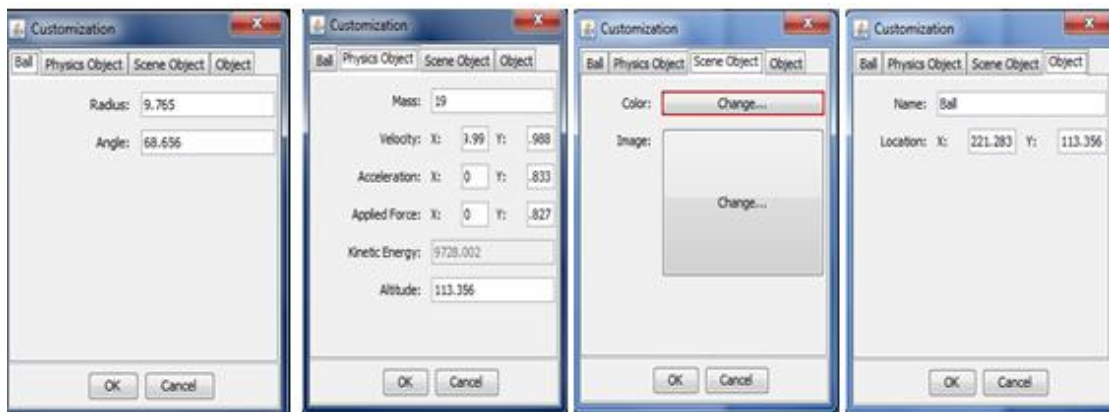 Customization
Ball Physics Object Scene Object Object
Radius: 9.765
Angle: 68.656
OK Cancel
Customization
Ball Physics Object Scene Object Object
Mass: 19
Velocity: X: .99 Y: .988
Acceleration: X: 0 Y: .833
Applied Force: X: 0 Y: .827
Kinetic Energy: 9728.002
Altitude: 113.356
OK Cancel
Customization
Ball Physics Object Scene Object Object
Color: Change...
Image: Change...
OK Cancel
Customization
Ball Physics Object Scene Object Object
Name: Ball
Location: X: 221.283 Y: 113.356
OK Cancel